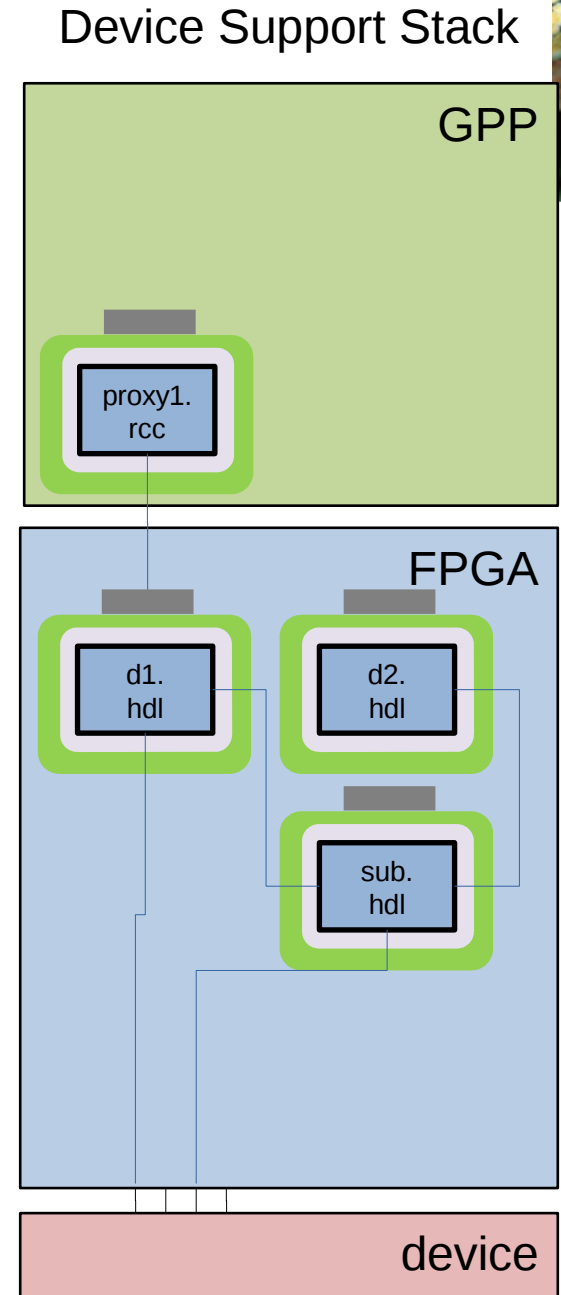 Device Support Stack
GPP
proxy1.
rcc
FPGA
d1.
hdl
d2.
hdl
sub.
hdl
device